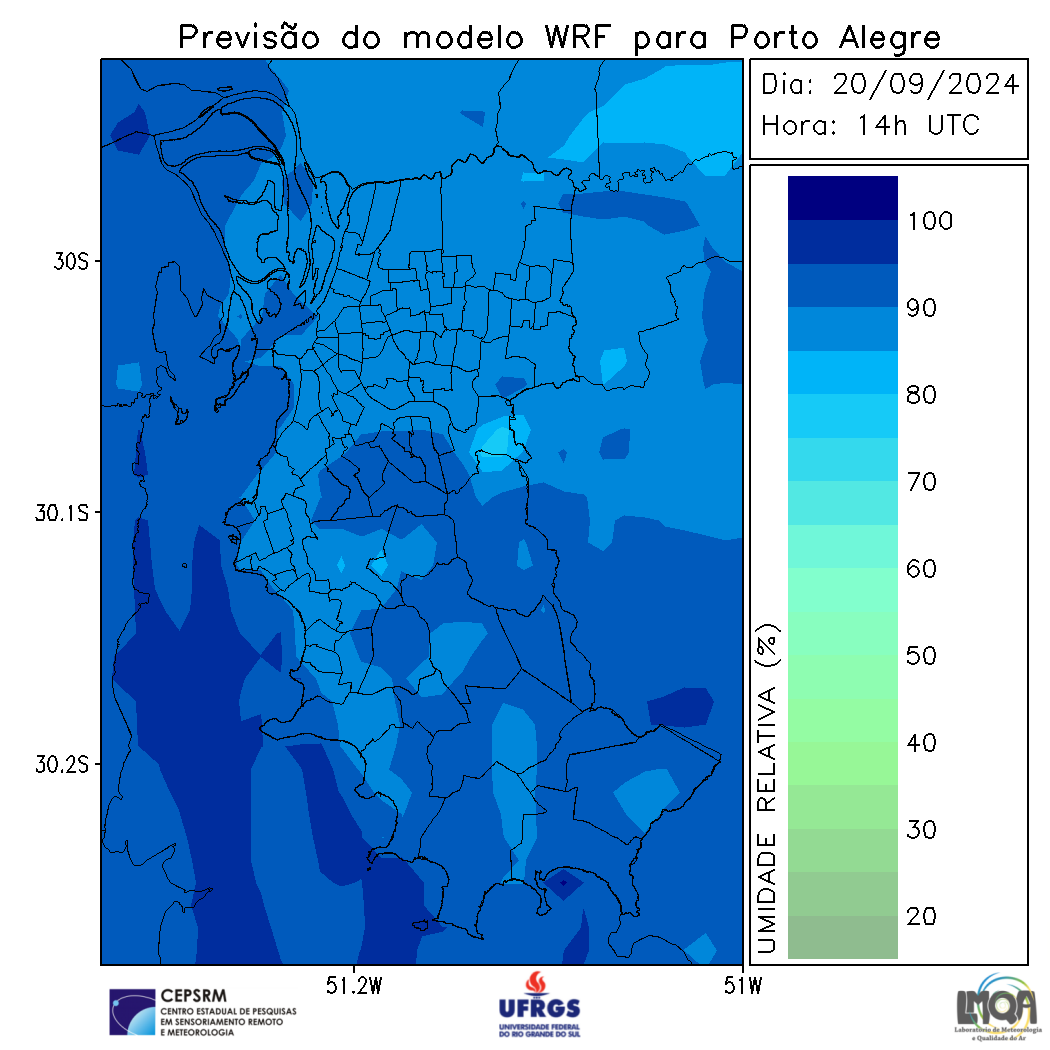 Previsão do modelo WRF para Porto Alegre
Dia: 20/09/2024
Hora: 14h UTC
100
90
80
70
60
50
40
30
20
UMIDADE RELATIVA (%)
30S
30.1S
30.2S
51.2W
51W
CEPSRM
CENTRO ESTADUAL DE PESQUISAS
EM SENSORIAMENTO REMOTO
E METEOROLOGIA
UFRGS
UNIVERSIDADE FEDERAL
DO RIO GRANDE DO SUL
LMQA
Laboratório de Meteorologia
e Qualidade do Ar